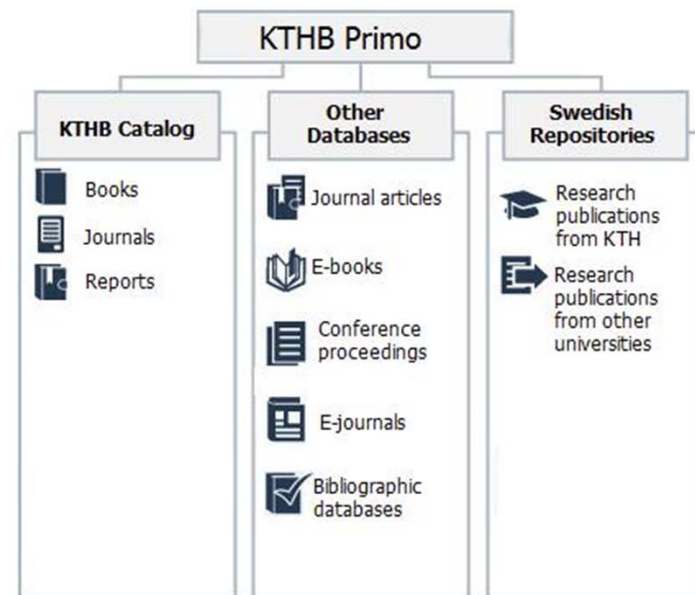 KTHB Primo
KTHB Catalog
Books
Journals
Reports
Other
Databases
Journal articles
E-books
Conference
proceedings
E-journals
Bibliographic
databases
Swedish
Repositories
Research
publications
from KTH
Research
publications
from other
universities